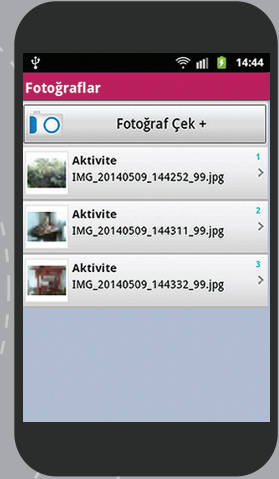 14:44
Fotoğraflar
Fotoğraf Çek +
Aktivite
1
IMG_20140509_144252_99.jpg
Aktivite
2
IMG_20140509_144311_99.jpg
Aktivite
3
IMG_20140509_144332_99.jpg